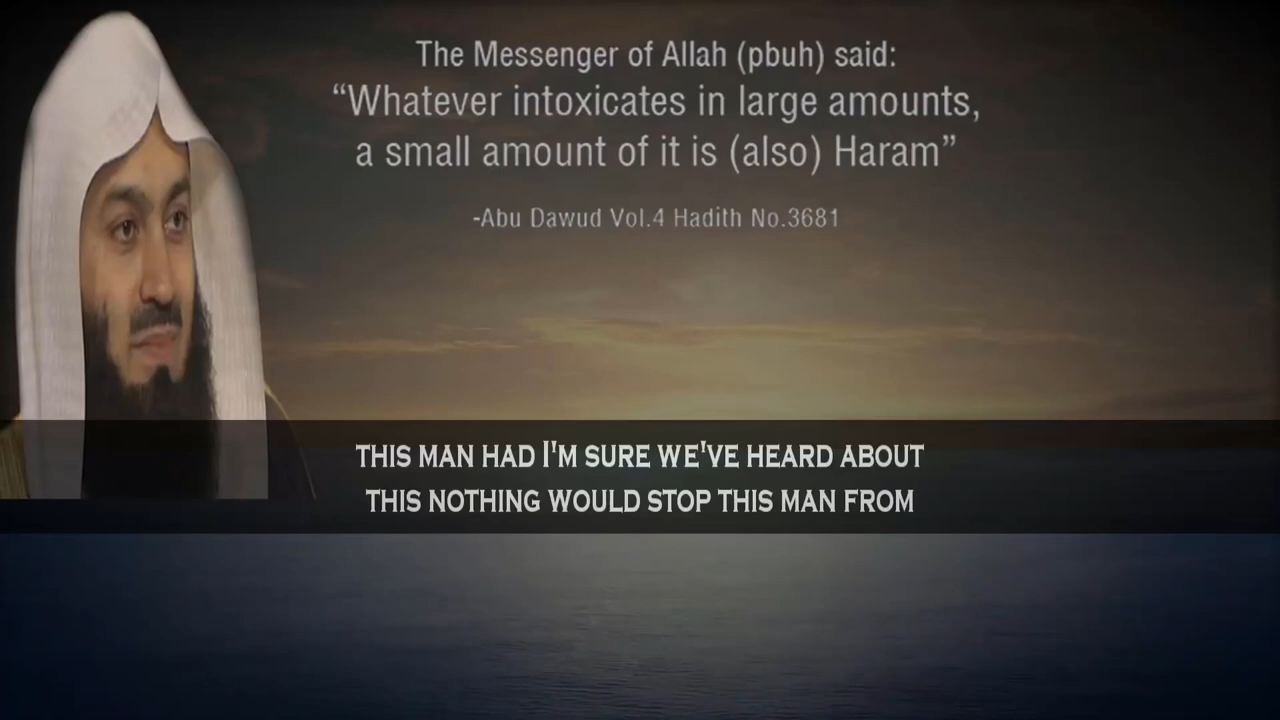 The Messenger of Allah (pbuh) said:
“Whatever intoxicates in large amounts,
a small amount of it is (also) Haram”
-Abu Dawud Vol.4 Hadith No.3681
THIS MAN HAD I'M SURE WE'VE HEARD ABOUT
THIS NOTHING WOULD STOP THIS MAN FROM